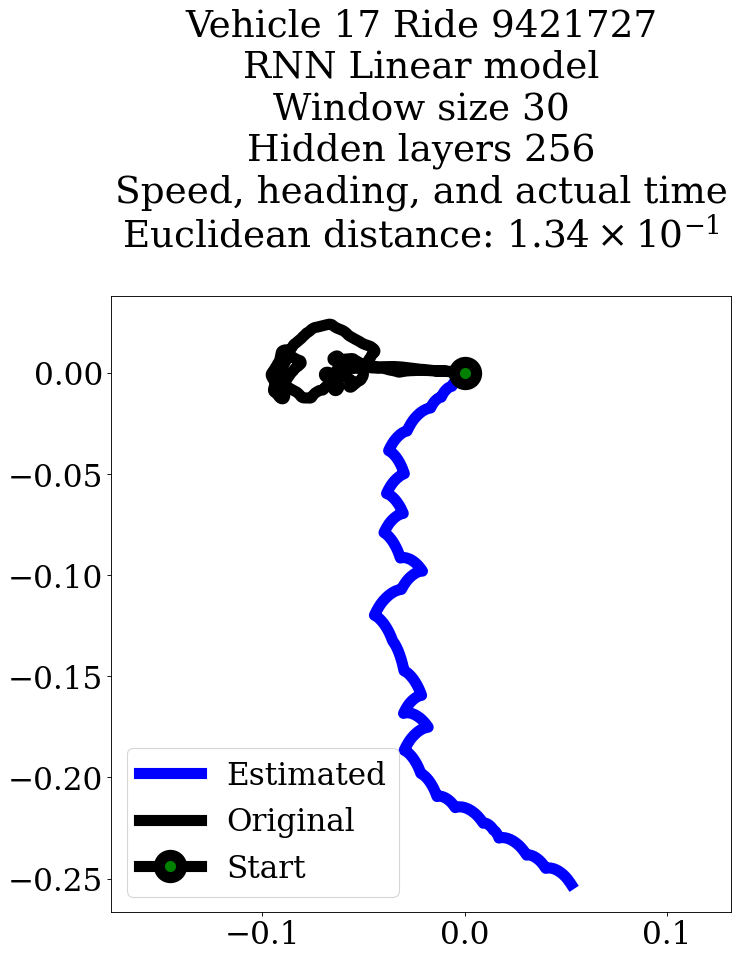 Vehicle 17 Ride 9421727
RNN Linear model
Window size 30
Hidden layers 256
Speed, heading, and actual time
Euclidean distance: 1.34 × 10⁻¹
0.00
−0.05
−0.10
−0.15
−0.20
−0.25
Estimated
Original
Start
−0.1
0.0
0.1